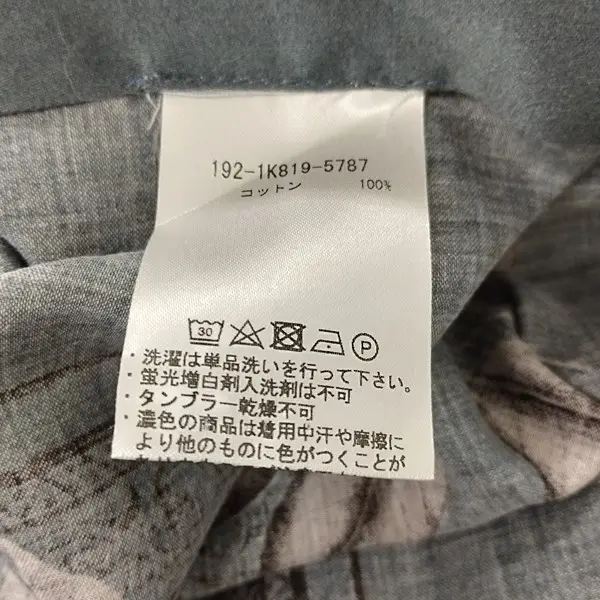 192-1K819-5787
コットン 100%
30
P
・洗濯は単品洗いを行って下さい。
・蛍光増白剤入洗剤は不可
・タンブラー乾燥不可
・濃色の商品は着用中汗や摩擦に
より他のものに色がつくことが